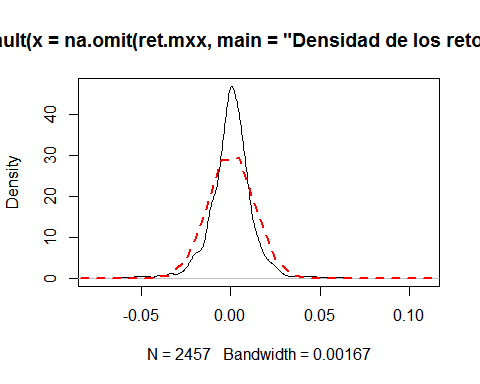 ault(x = na.omit(ret.mxx, main = "Densidad de los reto
Density
0 10 20 30 40
-0.05 0.00 0.05 0.10
N = 2457 Bandwidth = 0.00167